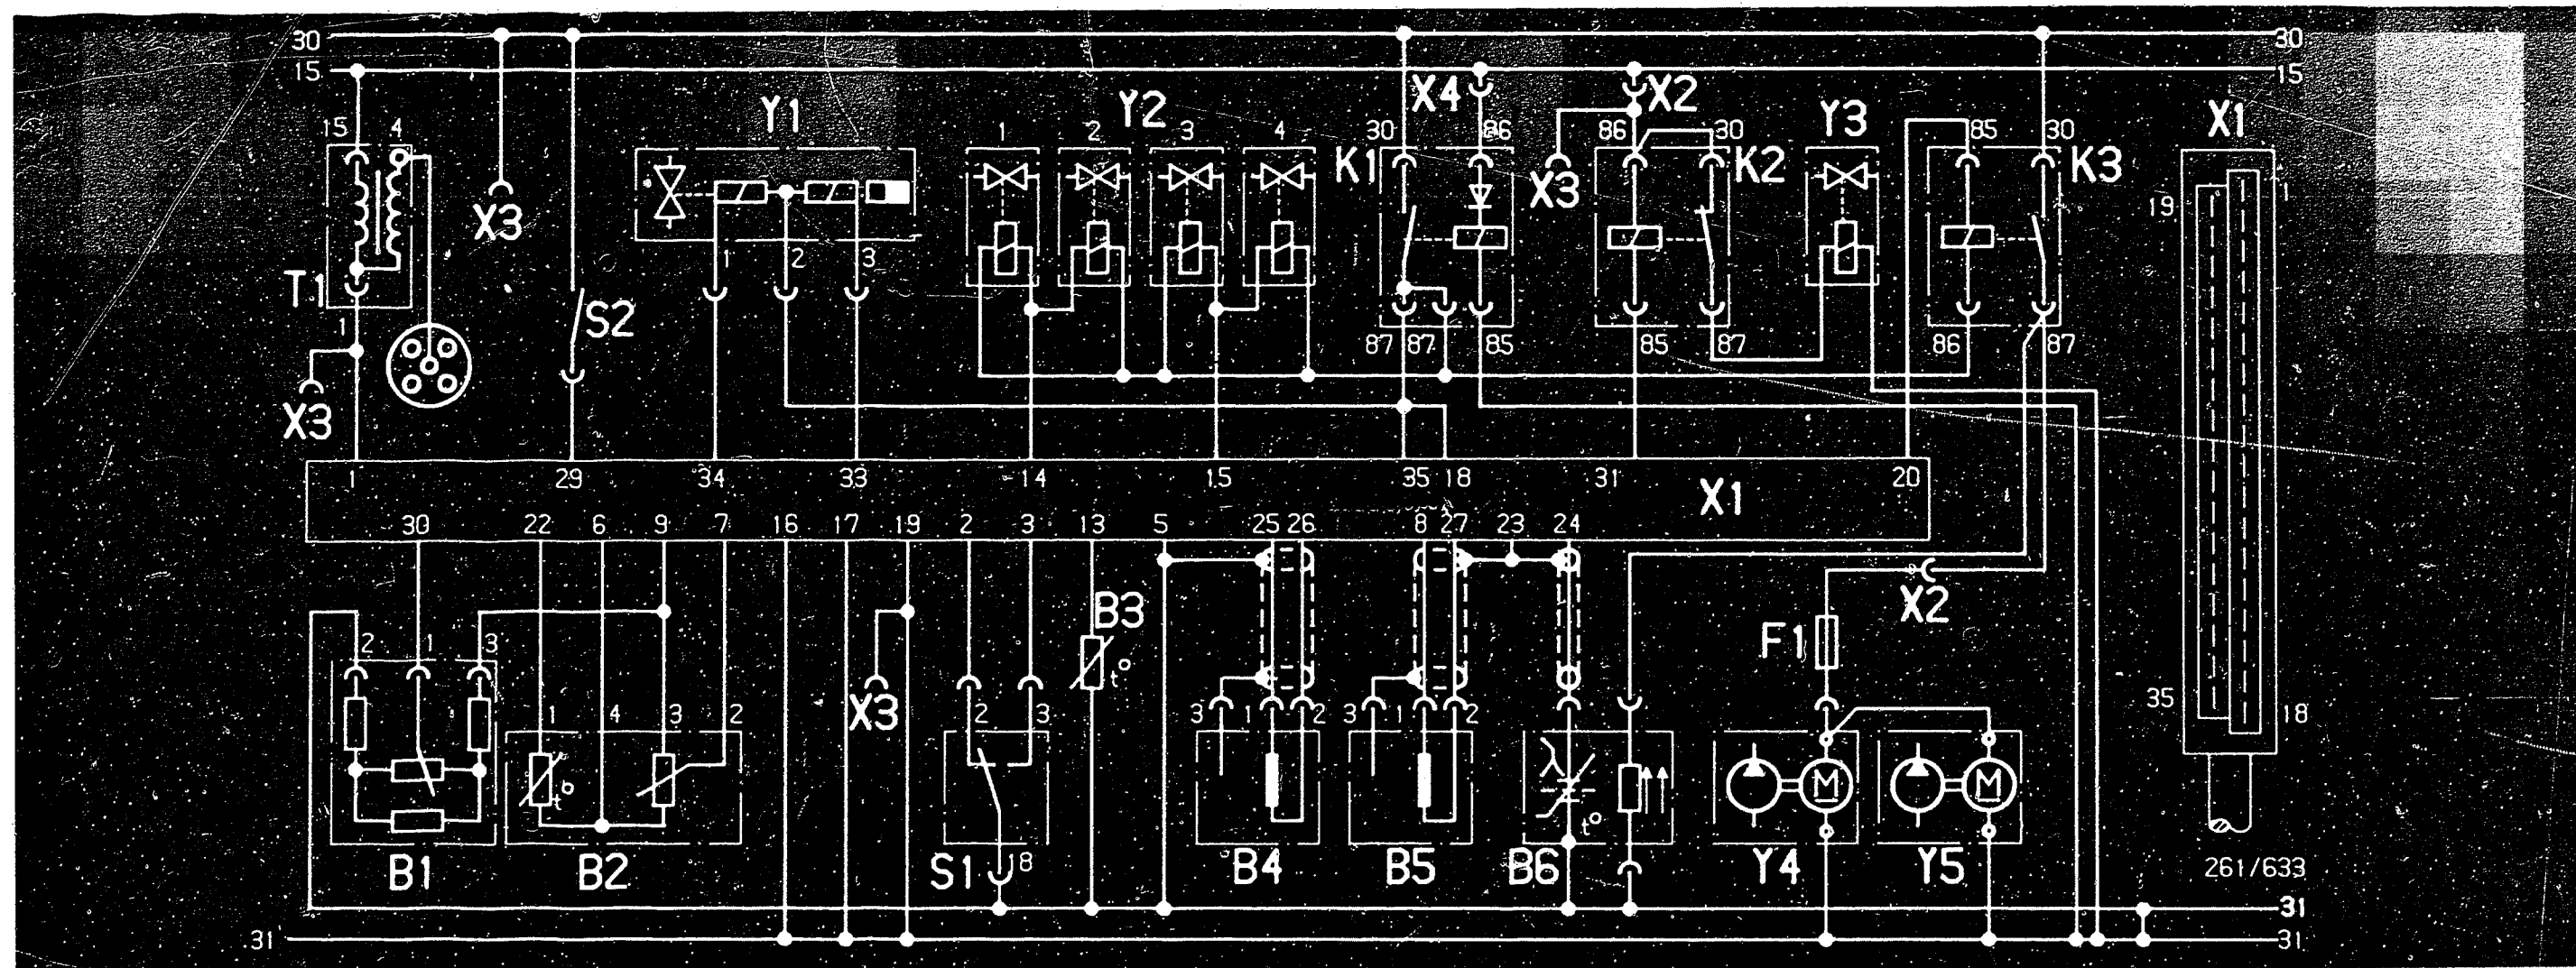 30 30
15 15
X4 X2
Y1 Y2 Y3 X1
15 4 1 2 3 4 30 86 86 30 85 30
K1 X3 K2 K3
X3 19 1
T1 1 2 3
S2
1 87 87 85 85 87 86 87
X3
1 29 34 33 14 15 35 18 31 20
X1
30 22 6 9 7 16 17 19 2 3 13 5 25 26 8 27 23 24
B3 X2
F1
2 1 3 t°
X3
35 18
1 4 3 2 2 3 3 1 2 3 1 2
λ
M M
t° t°
B1 B2 S1 18 B4 B5 B6 Y4 Y5
261/633
31
31 31